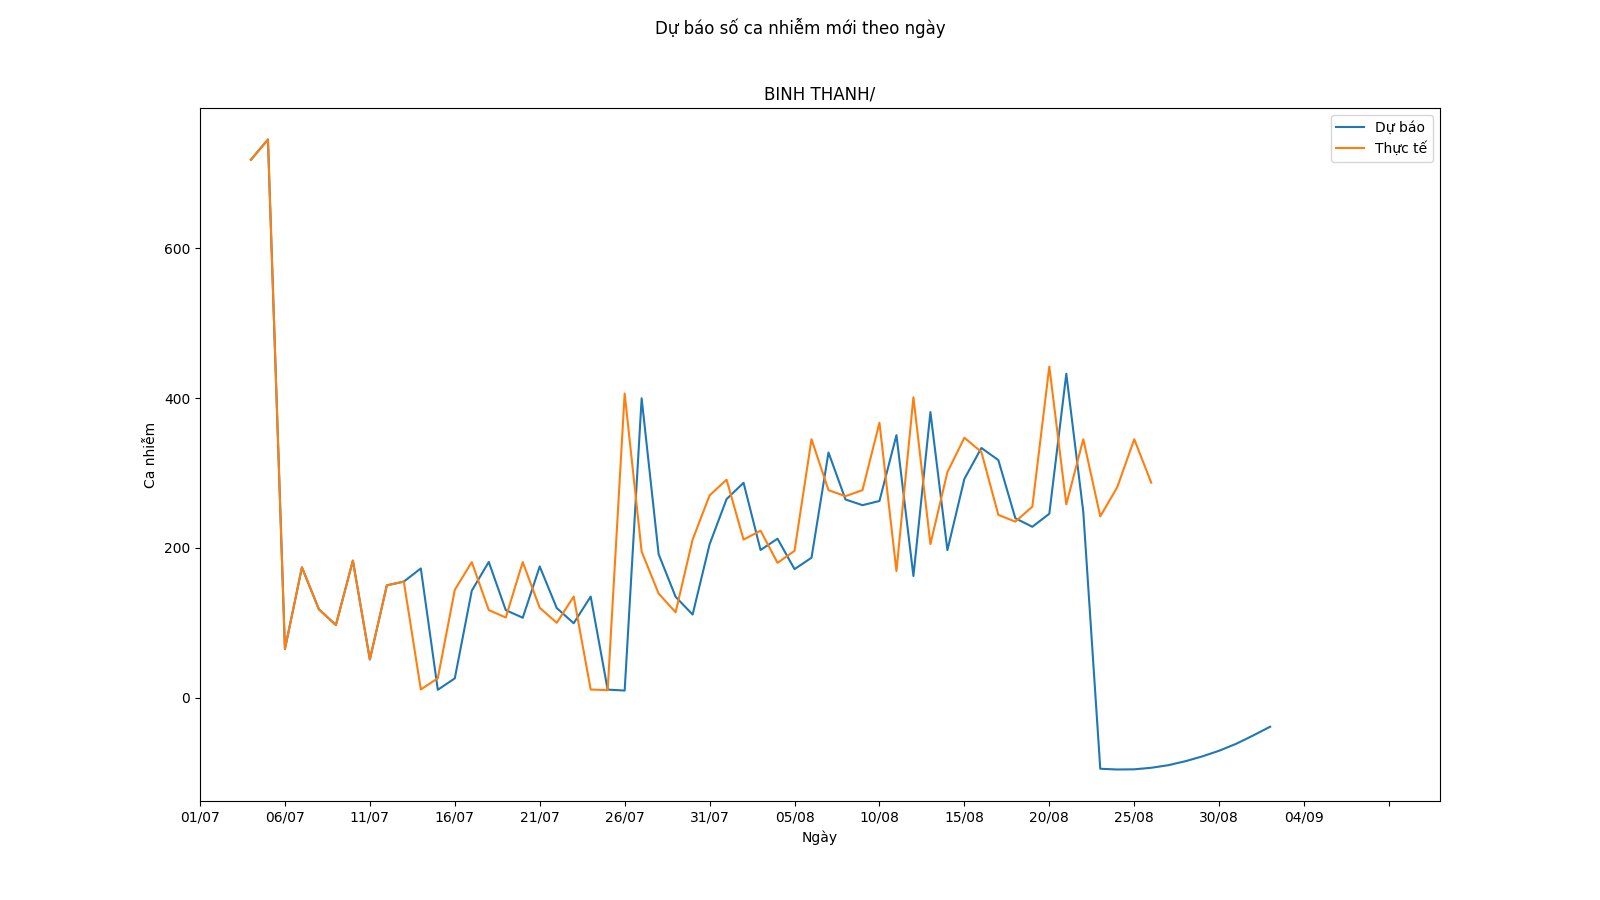 Dự báo số ca nhiễm mới theo ngày
BINH THANH/
Dự báo
Thực tế
600
400
200
0
Ca nhiễm
01/07 06/07 11/07 16/07 21/07 26/07 31/07 05/08 10/08 15/08 20/08 25/08 30/08 04/09
Ngày